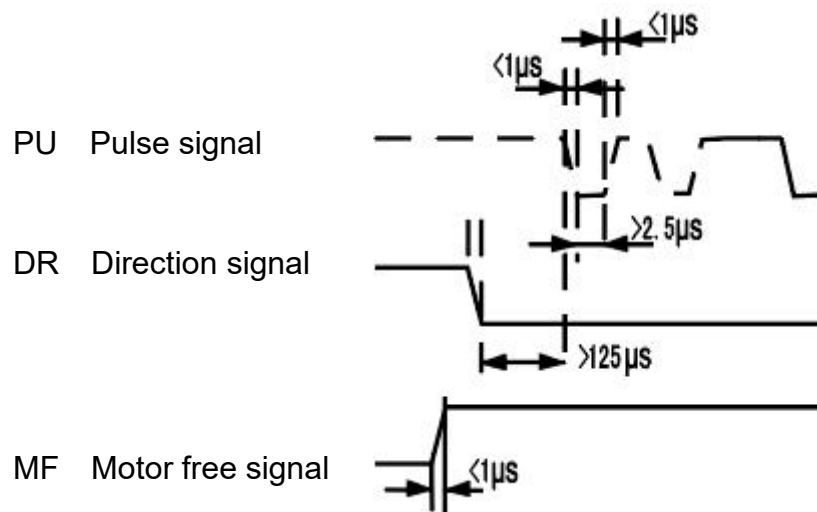 <1μs
<1μs
PU Pulse signal
>2.5μs
DR Direction signal
>125μs
MF Motor free signal
<1μs